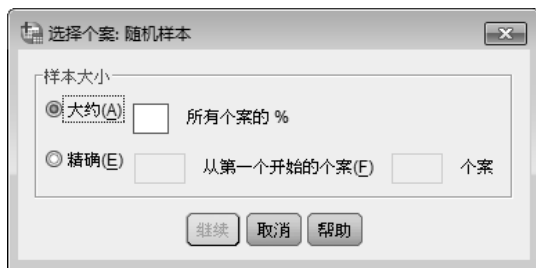 选择个案: 随机样本
样本大小
大约(A) 所有个案的 %
精确(E) 从第一个开始的个案(F) 个案
继续 取消 帮助